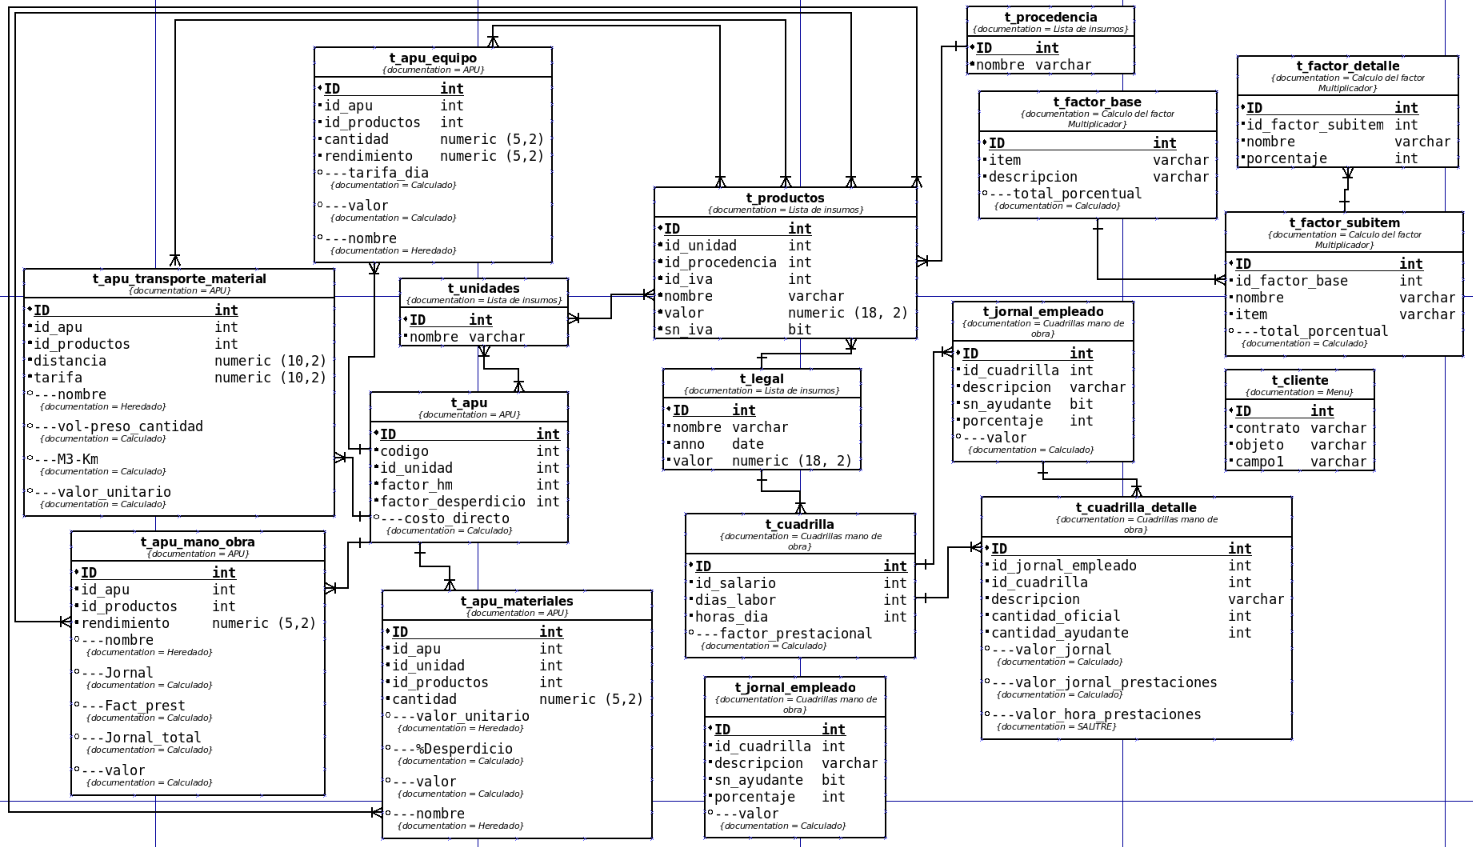 t_procedencia
{documentation = Lista de insumos}
ID int
nombre varchar
t_apu_equipo
{documentation = APU}
ID int
id_apu int
id_productos int
cantidad numeric (5,2)
rendimiento numeric (5,2)
---tarifa_dia
{documentation = Calculado}
---valor
{documentation = Calculado}
---nombre
{documentation = Heredado}
t_factor_detalle
{documentation = Calculo del factor
Multiplicador}
ID int
id_factor_subitem int
nombre varchar
porcentaje int
t_factor_base
{documentation = Calculo del factor
Multiplicador}
ID int
item varchar
descripcion varchar
---total_porcentual
{documentation = Calculado}
t_productos
{documentation = Lista de insumos}
ID int
id_unidad int
id_procedencia int
id_iva int
nombre varchar
valor numeric (18, 2)
sn_iva bit
t_factor_subitem
{documentation = Calculo del factor
Multiplicador}
ID int
id_factor_base int
nombre varchar
item varchar
---total_porcentual
{documentation = Calculado}
t_apu_transporte_material
{documentation = APU}
ID int
id_apu int
id_productos int
distancia numeric (10,2)
tarifa numeric (10,2)
---nombre
{documentation = Heredado}
---vol-preso_cantidad
{documentation = Calculado}
---M3-Km
{documentation = Calculado}
---valor_unitario
{documentation = Calculado}
t_unidades
{documentation = Lista de insumos}
ID int
nombre varchar
t_jornal_empleado
{documentation = Cuadrillas mano de
obra}
ID int
id_cuadrilla int
descripcion varchar
sn_ayudante bit
porcentaje int
---valor
{documentation = Calculado}
t_legal
{documentation = Lista de insumos}
ID int
nombre varchar
anno date
valor numeric (18, 2)
t_cliente
{documentation = Menu}
ID int
contrato varchar
objeto varchar
campo1 varchar
t_apu
{documentation = APU}
ID int
codigo int
id_unidad int
factor_hm int
factor_desperdicio int
---costo_directo
{documentation = Calculado}
t_cuadrilla_detalle
{documentation = Cuadrillas mano de
obra}
ID int
id_jornal_empleado int
id_cuadrilla int
descripcion varchar
cantidad_oficial int
cantidad_ayudante int
---valor_jornal
{documentation = Calculado}
---valor_jornal_prestaciones
{documentation = Calculado}
---valor_hora_prestaciones
{documentation = SALITRE}
t_cuadrilla
{documentation = Cuadrillas mano de
obra}
ID int
id_salario int
dias_labor int
horas_dia int
---factor_prestacional
{documentation = Calculado}
t_apu_mano_obra
{documentation = APU}
ID int
id_apu int
id_productos int
rendimiento numeric (5,2)
---nombre
{documentation = Heredado}
---Jornal
{documentation = Calculado}
---Fact_prest
{documentation = Calculado}
---Jornal_total
{documentation = Calculado}
---valor
{documentation = Calculado}
t_apu_materiales
{documentation = APU}
ID int
id_apu int
id_unidad int
id_productos int
cantidad numeric (5,2)
---valor_unitario
{documentation = Heredado}
---%Desperdicio
{documentation = Calculado}
---valor
{documentation = Calculado}
---nombre
{documentation = Heredado}
t_jornal_empleado
{documentation = Cuadrillas mano de
obra}
ID int
id_cuadrilla int
descripcion varchar
sn_ayudante bit
porcentaje int
---valor
{documentation = Calculado}